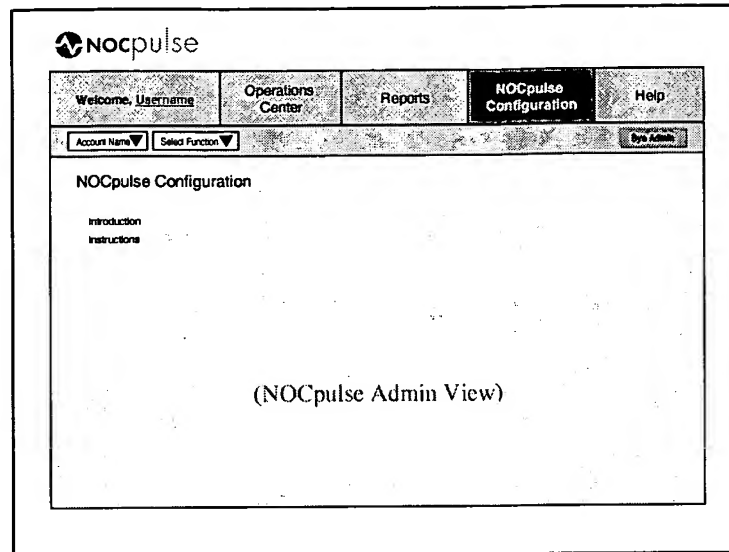 NOCpulse
Welcome, Username
Operations Center
Reports
NOCpulse Configuration
Help
Account Name
Select Function
Sys Admin
NOCpulse Configuration
Introduction
Instructions
(NOCpulse Admin View)